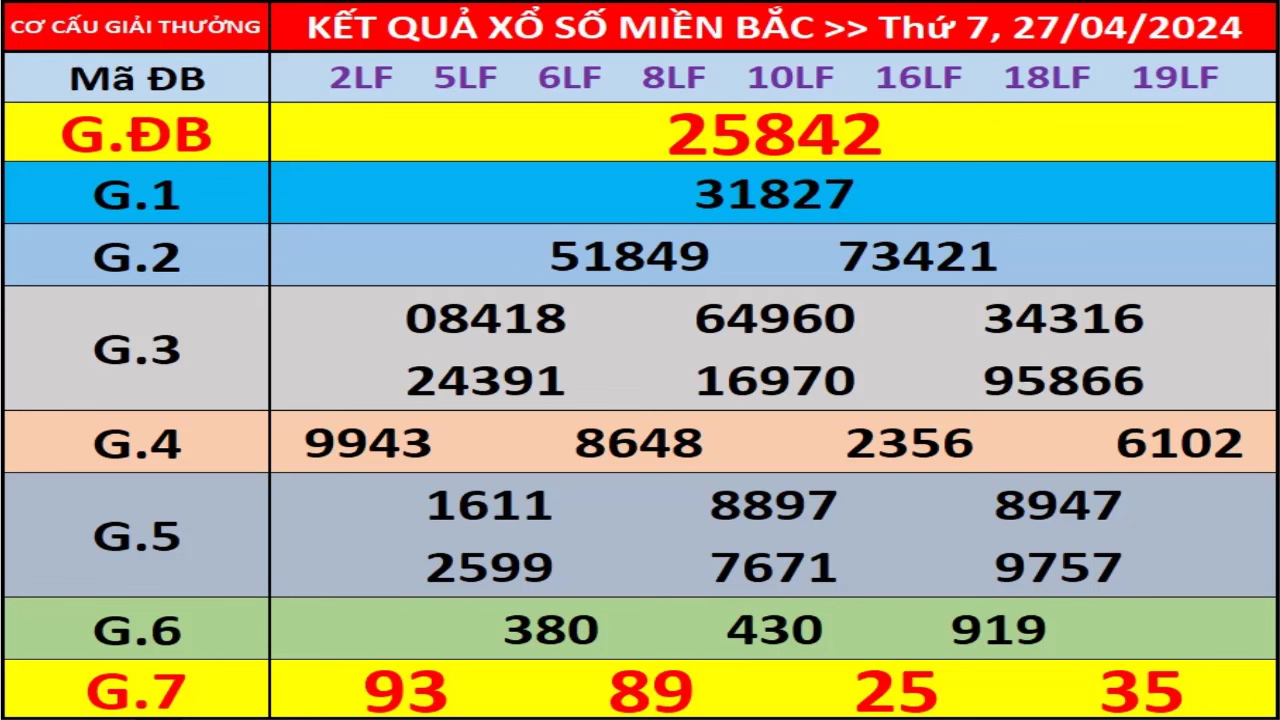 CƠ CẤU GIẢI THƯỞNG KẾT QUẢ XỔ SỐ MIỀN BẮC >> Thứ 7, 27/04/2024
Mã ĐB 2LF 5LF 6LF 8LF 10LF 16LF 18LF 19LF
G.ĐB 25842
G.1 31827
G.2 51849 73421
G.3
08418 64960 34316
24391 16970 95866
G.4 9943 8648 2356 6102
G.5
1611 8897 8947
2599 7671 9757
G.6 380 430 919
G.7 93 89 25 35